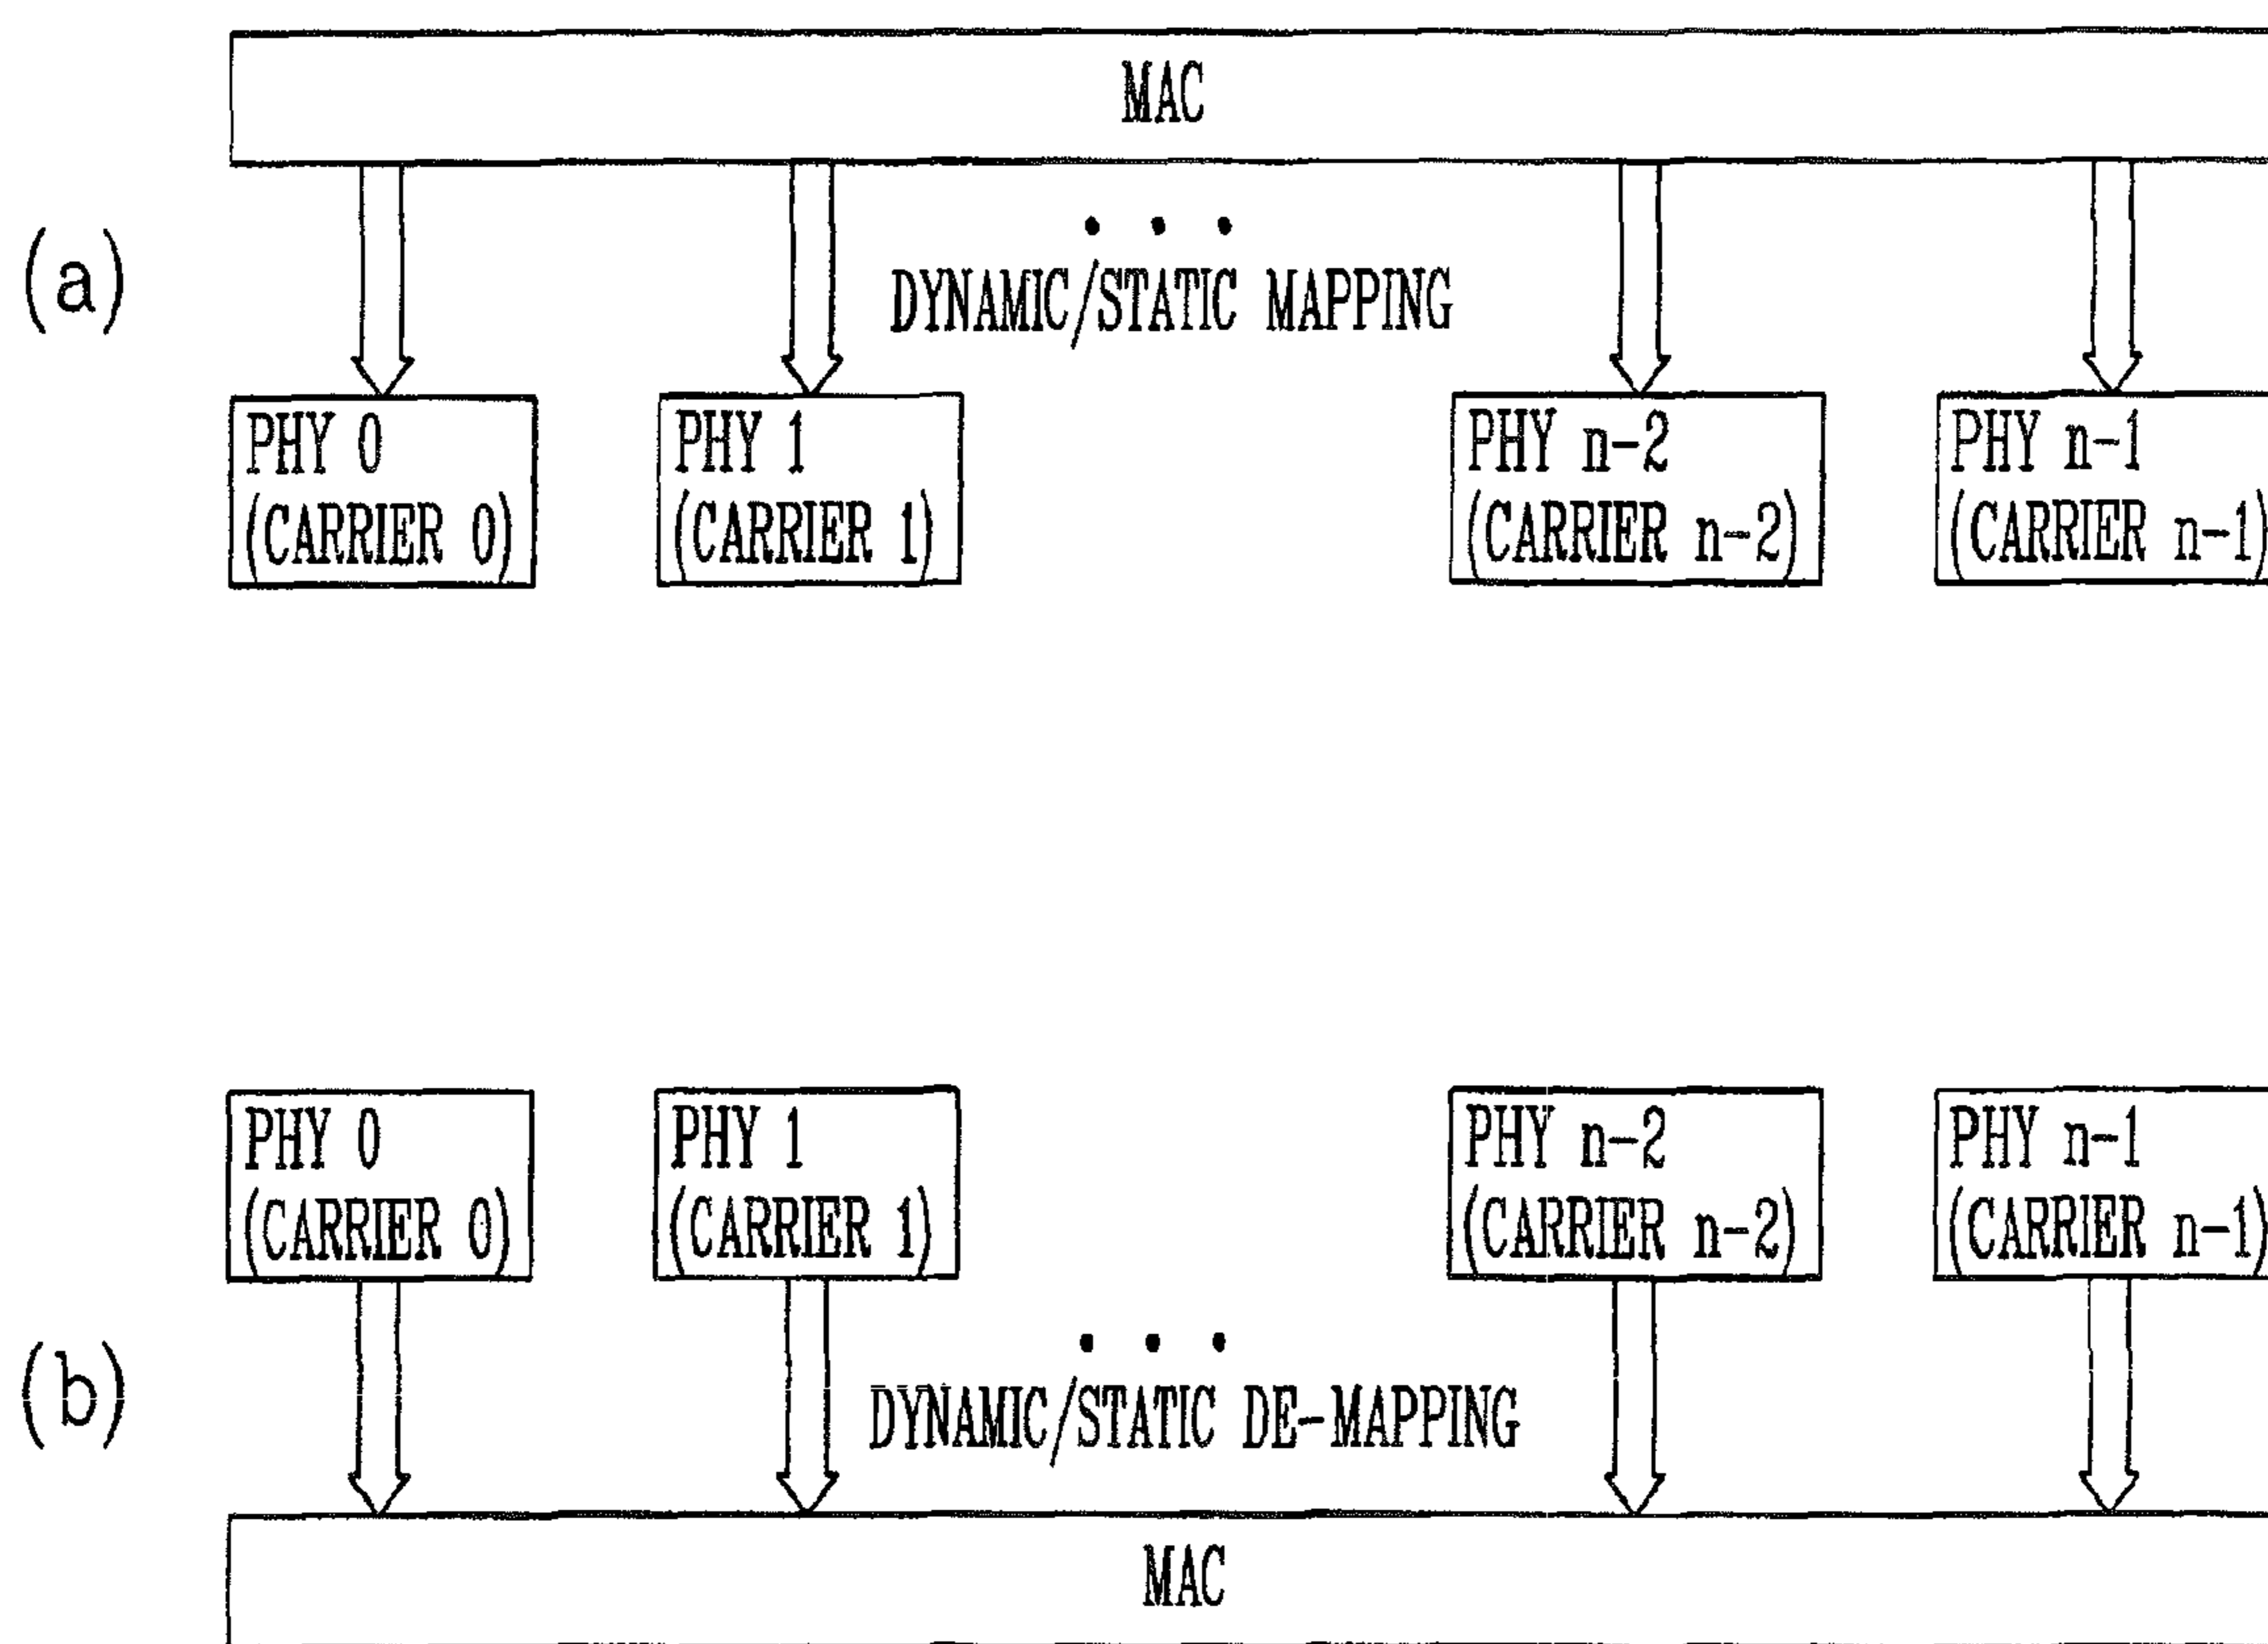 MAC
(a)
• • •
DYNAMIC/STATIC MAPPING
PHY 0
(CARRIER 0)
PHY 1
(CARRIER 1)
PHY n-2
(CARRIER n-2)
PHY n-1
(CARRIER n-1)
PHY 0
(CARRIER 0)
PHY 1
(CARRIER 1)
PHY n-2
(CARRIER n-2)
PHY n-1
(CARRIER n-1)
(b)
• • •
DYNAMIC/STATIC DE-MAPPING
MAC